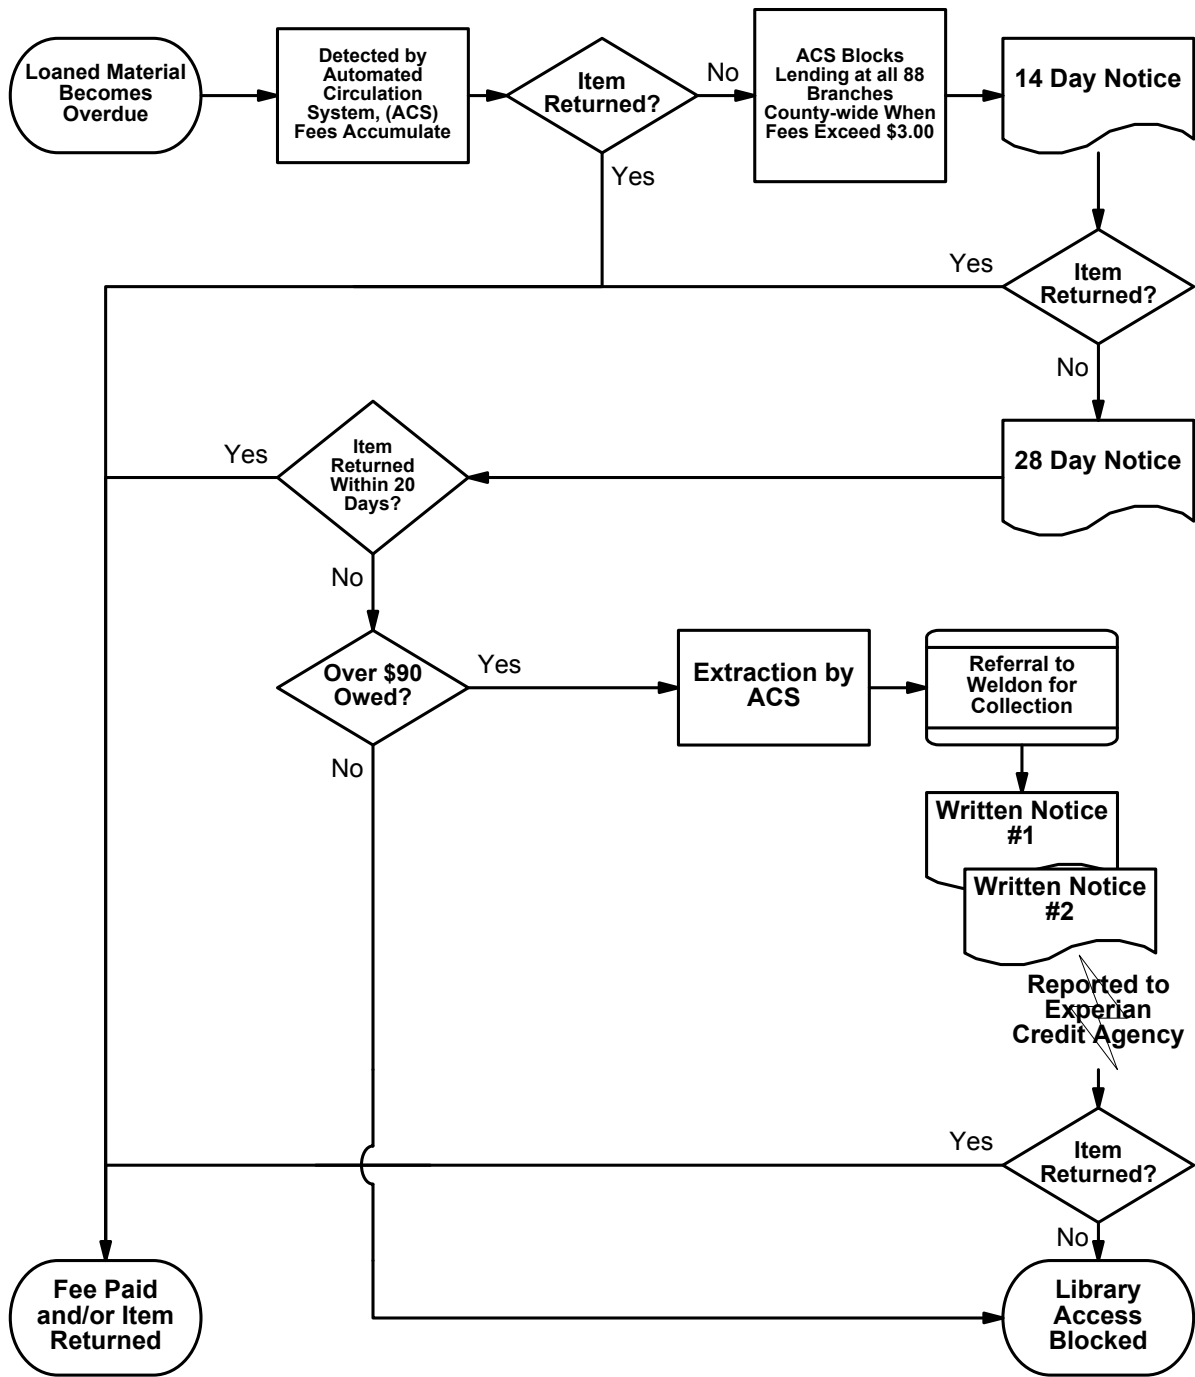 Loaned Material
Becomes
Overdue
Detected by
Automated
Circulation
System, (ACS)
Fees Accumulate
Item
Returned?
No
Yes
ACS Blocks
Lending at all 88
Branches
County-wide When
Fees Exceed $3.00
14 Day Notice
Item
Returned?
Yes
No
28 Day Notice
Item
Returned
Within 20
Days?
Yes
No
Over $90
Owed?
Yes
No
Extraction by
ACS
Referral to
Weldon for
Collection
Written Notice
#1
Written Notice
#2
Reported to
Experian
Credit Agency
Item
Returned?
Yes
No
Fee Paid
and/or Item
Returned
Library
Access
Blocked